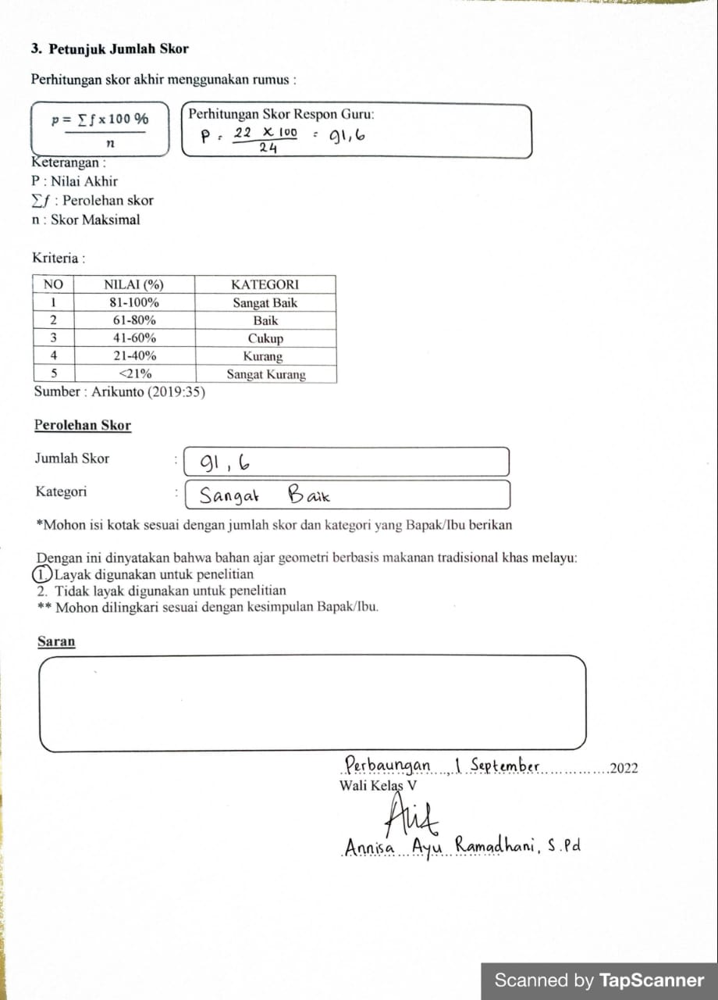 3. Petunjuk Jumlah Skor
Perhitungan skor akhir menggunakan rumus :
p = ∑ƒ x 100 %
n
Perhitungan Skor Respon Guru:
P = 22 x 100 = 91,6
24
Keterangan :
P : Nilai Akhir
∑ƒ : Perolehan skor
n : Skor Maksimal
Kriteria :
NO NILAI (%) KATEGORI
1 81-100% Sangat Baik
2 61-80% Baik
3 41-60% Cukup
4 21-40% Kurang
5 <21% Sangat Kurang
Sumber : Arikunto (2019:35)
Perolehan Skor
Jumlah Skor : 91,6
Kategori : Sangat Baik
*Mohon isi kotak sesuai dengan jumlah skor dan kategori yang Bapak/Ibu berikan
Dengan ini dinyatakan bahwa bahan ajar geometri berbasis makanan tradisional khas melayu:
1. Layak digunakan untuk penelitian
2. Tidak layak digunakan untuk penelitian
** Mohon dilingkari sesuai dengan kesimpulan Bapak/Ibu.
Saran
Perbaungan, 1 September 2022
Wali Kelas V
Annisa Ayu Ramadhani, S.Pd
Scanned by TapScanner